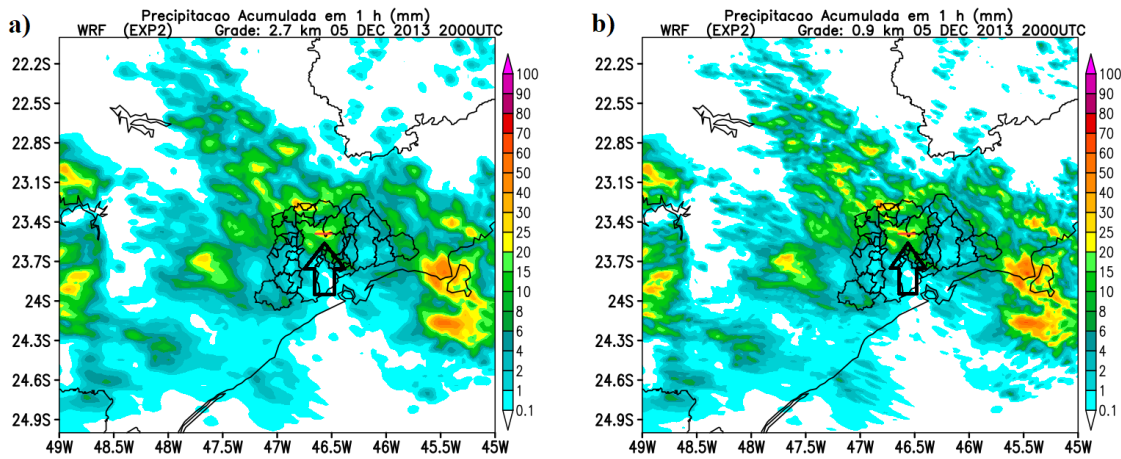 a)
Precipitacao Acumulada em 1 h (mm)
WRF (EXP2) Grade: 2.7 km 05 DEC 2013 2000UTC
22.2S
22.5S
22.8S
23.1S
23.4S
23.7S
24S
24.3S
24.6S
24.9S
49W 48.5W 48W 47.5W 47W 46.5W 46W 45.5W 45W
100
90
80
70
60
50
40
30
25
20
15
10
8
6
4
2
1
0.1
b)
Precipitacao Acumulada em 1 h (mm)
WRF (EXP2) Grade: 0.9 km 05 DEC 2013 2000UTC
22.2S
22.5S
22.8S
23.1S
23.4S
23.7S
24S
24.3S
24.6S
24.9S
49W 48.5W 48W 47.5W 47W 46.5W 46W 45.5W 45W
100
90
80
70
60
50
40
30
25
20
15
10
8
6
4
2
1
0.1